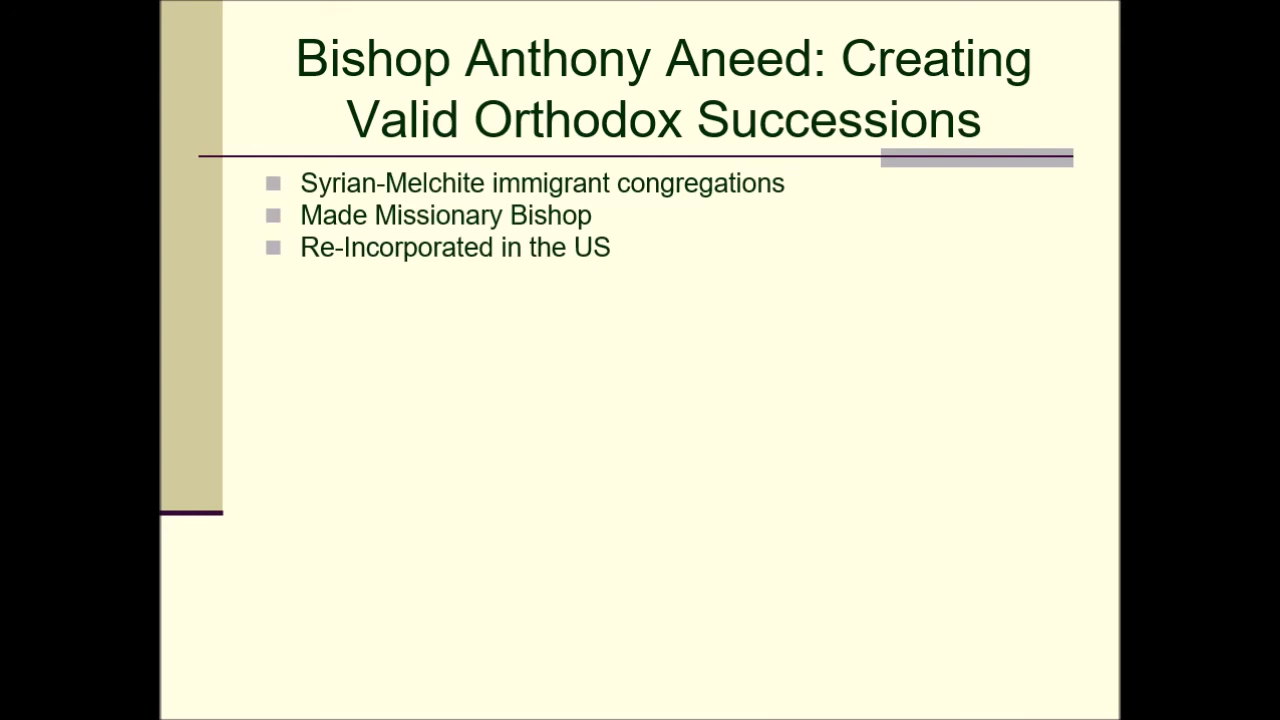 Bishop Anthony Aneed: Creating
Valid Orthodox Successions
Syrian-Melchite immigrant congregations
Made Missionary Bishop
Re-Incorporated in the US